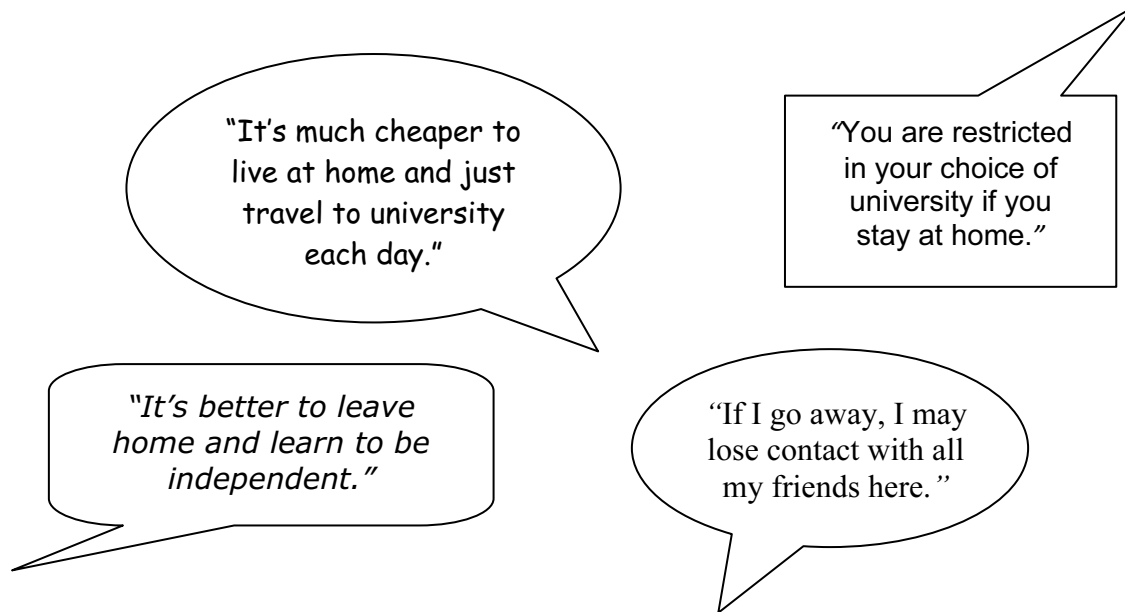 “It’s much cheaper to
live at home and just
travel to university
each day.”
“You are restricted
in your choice of
university if you
stay at home.”
“It’s better to leave
home and learn to be
independent.”
“If I go away, I may
lose contact with all
my friends here.”